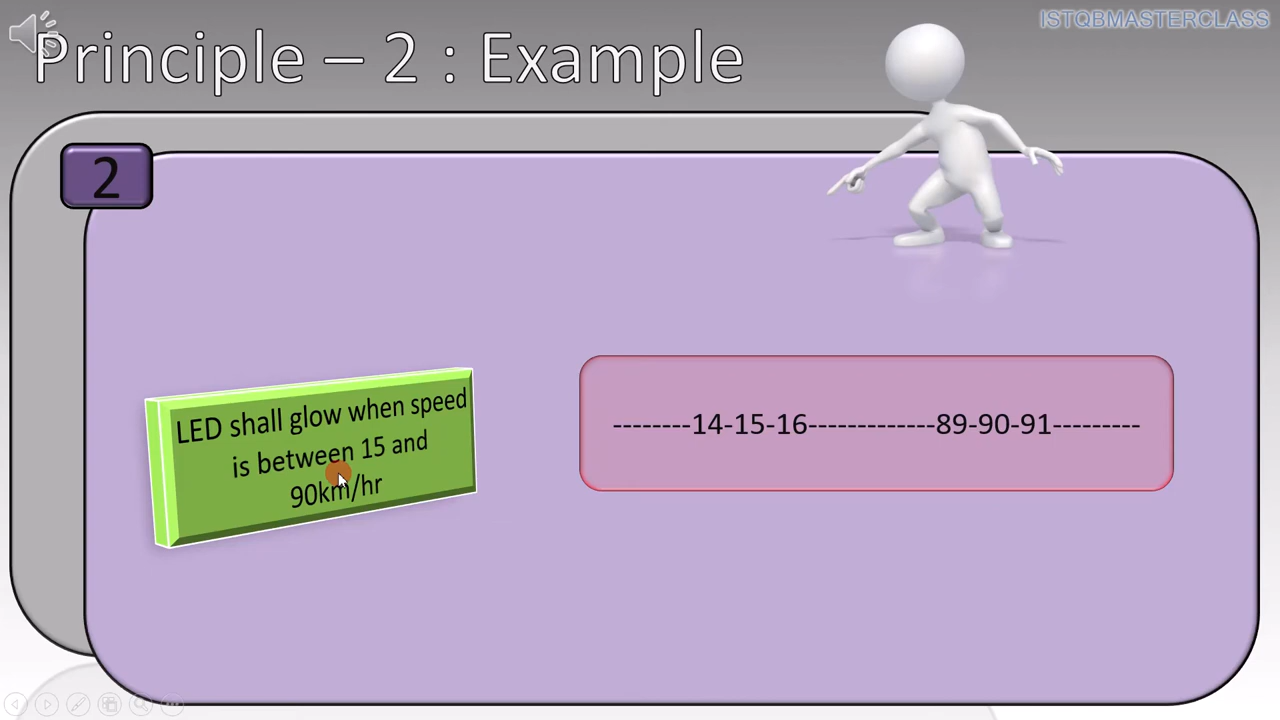 ISTQBMASTERCLASS
Principle – 2 : Example
2
LED shall glow when speed
is between 15 and
90km/hr
--------14-15-16-------------89-90-91---------